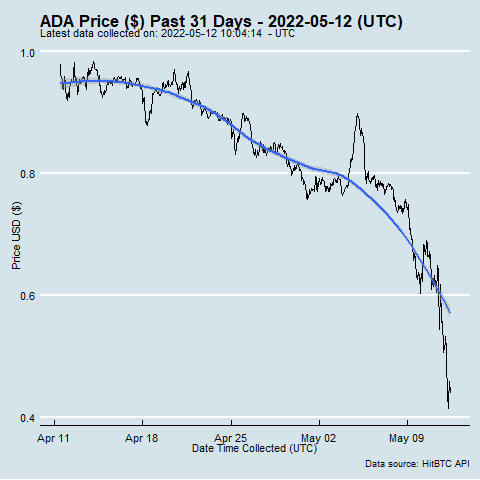 ADA Price ($) Past 31 Days - 2022-05-12 (UTC)
Latest data collected on: 2022-05-12 10:04:14 - UTC
1.0
0.8
0.6
0.4
Price USD ($)
Apr 11
Apr 18
Apr 25
May 02
May 09
Date Time Collected (UTC)
Data source: HitBTC API